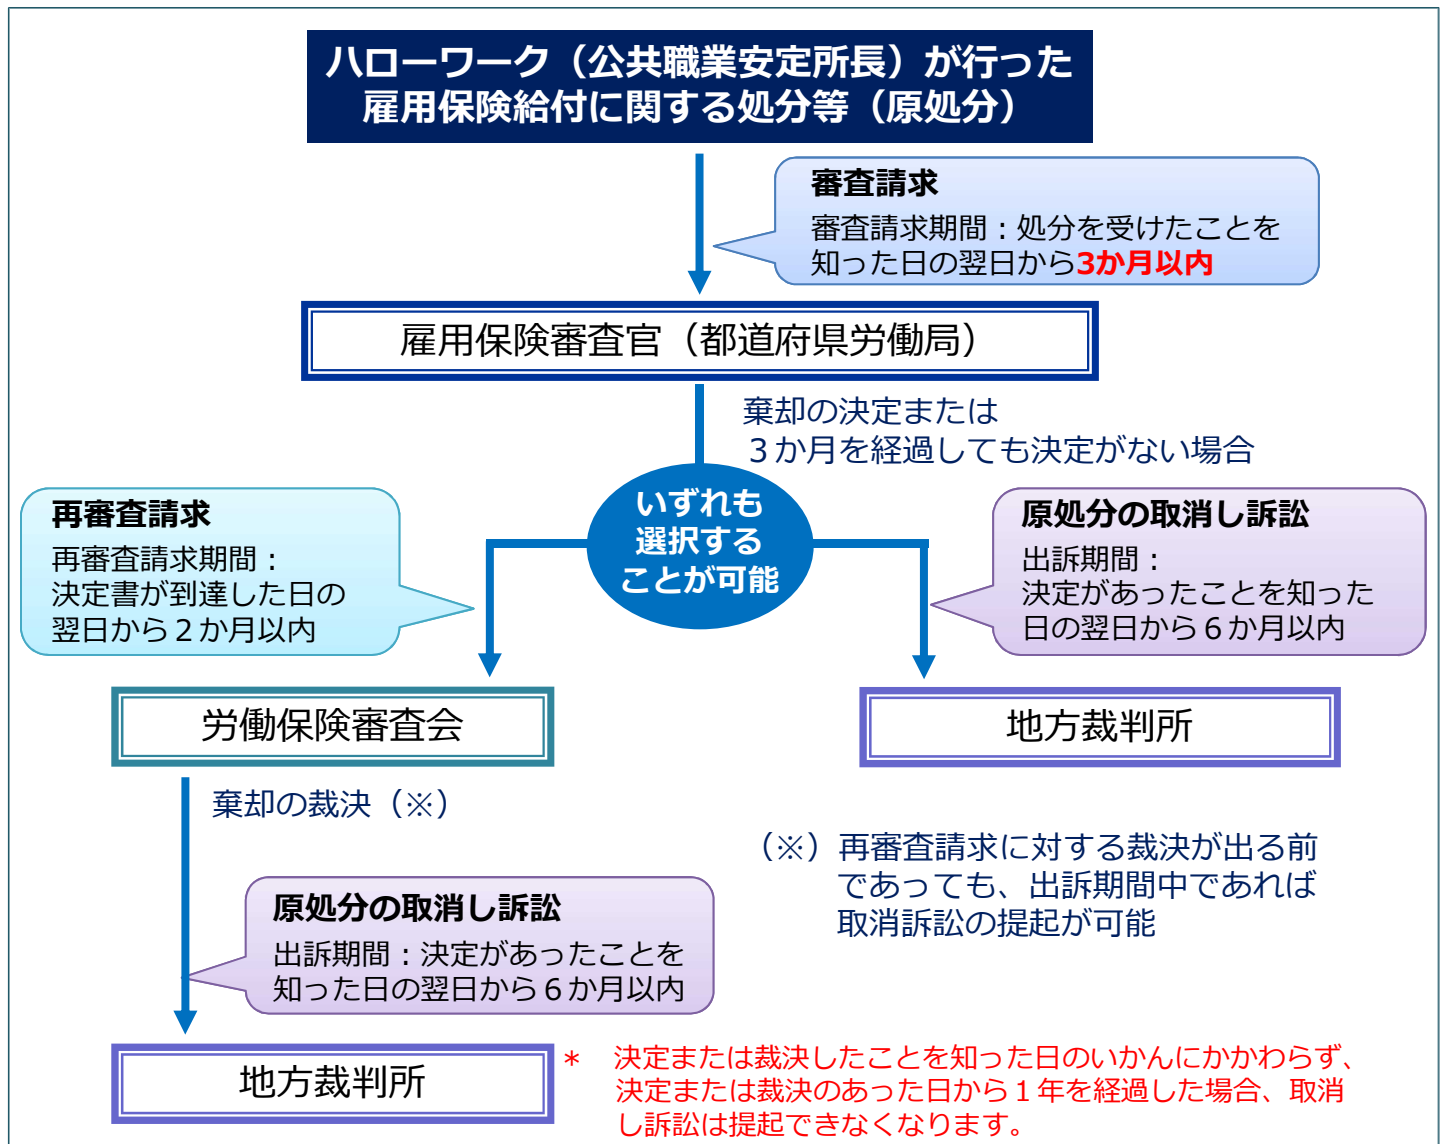 ハローワーク（公共職業安定所長）が行った
雇用保険給付に関する処分等（原処分）
審査請求
審査請求期間：処分を受けたことを
知った日の翌日から3か月以内
雇用保険審査官（都道府県労働局）
棄却の決定または
３か月を経過しても決定がない場合
いずれも
選択する
ことが可能
再審査請求
再審査請求期間：
決定書が到達した日の
翌日から２か月以内
原処分の取消し訴訟
出訴期間：
決定があったことを知った
日の翌日から６か月以内
労働保険審査会
地方裁判所
棄却の裁決（※）
（※）再審査請求に対する裁決が出る前
であっても、出訴期間中であれば
取消訴訟の提起が可能
原処分の取消し訴訟
出訴期間：決定があったことを
知った日の翌日から６か月以内
地方裁判所
＊　決定または裁決したことを知った日のいかんにかかわらず、
決定または裁決のあった日から１年を経過した場合、取消
し訴訟は提起できなくなります。